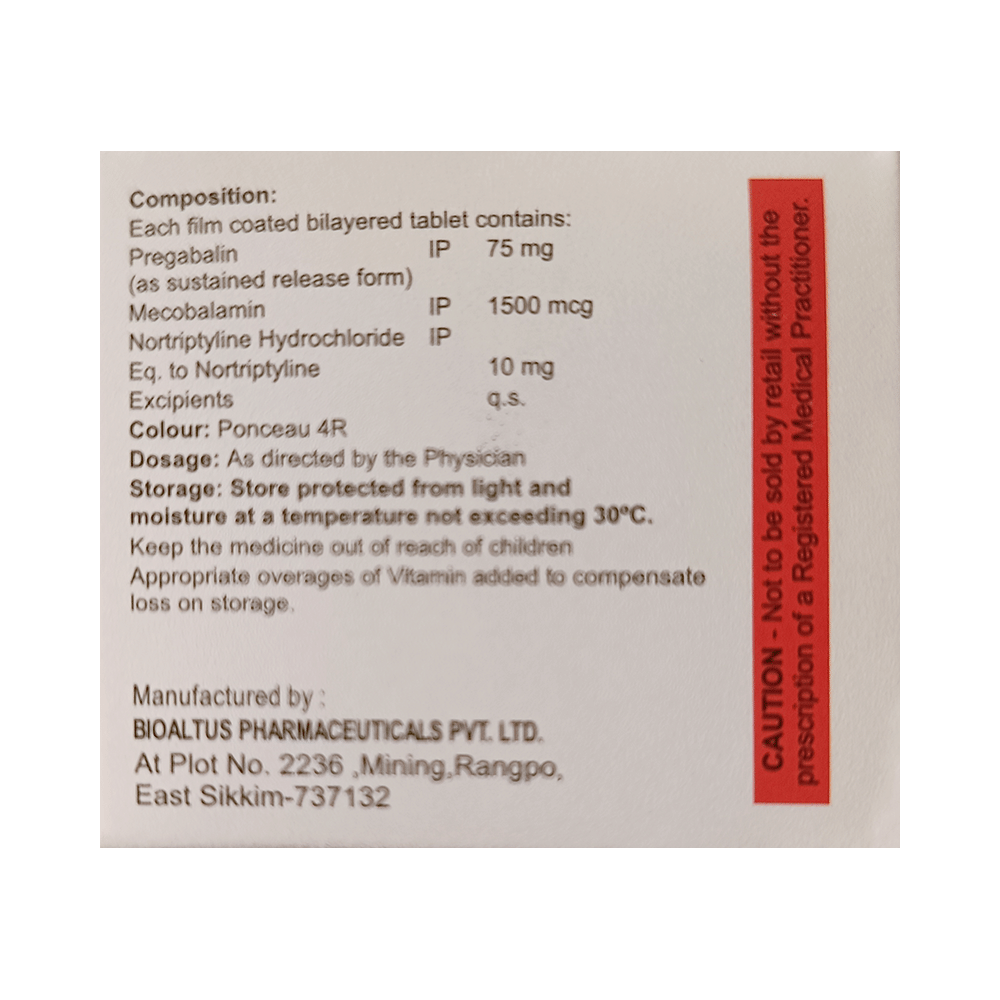 Composition:
Each film coated bilayered tablet contains:
Pregabalin IP 75 mg
(as sustained release form)
Mecobalamin IP 1500 mcg
Nortriptyline Hydrochloride IP
Eq. to Nortriptyline 10 mg
Excipients q.s.
Colour: Ponceau 4R
Dosage: As directed by the Physician
Storage: Store protected from light and
moisture at a temperature not exceeding 30ºC.
Keep the medicine out of reach of children
Appropriate overages of Vitamin added to compensate
loss on storage.
Manufactured by :
BIOALTUS PHARMACEUTICALS PVT. LTD.
At Plot No. 2236 ,Mining,Rangpo,
East Sikkim-737132
CAUTION - Not to be sold by retail without the
prescription of a Registered Medical Practitioner.